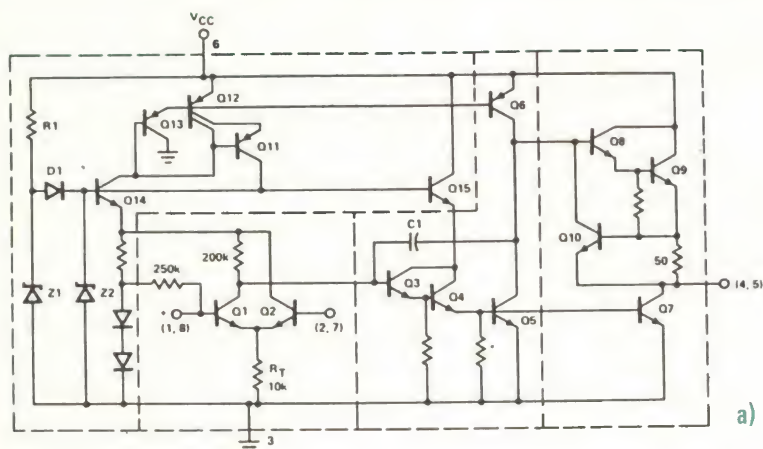 VCC
6
R1
Q12
Q13
Q11
Q6
Q8
Q9
D1
Q14
Q15
C1
Q10
50
200k
250k
Q3
Q4
Z1
Z2
+
(1, 8)
Q1
Q2
(2, 7)
Q5
Q7
(4, 5)
RT
10k
3
a)